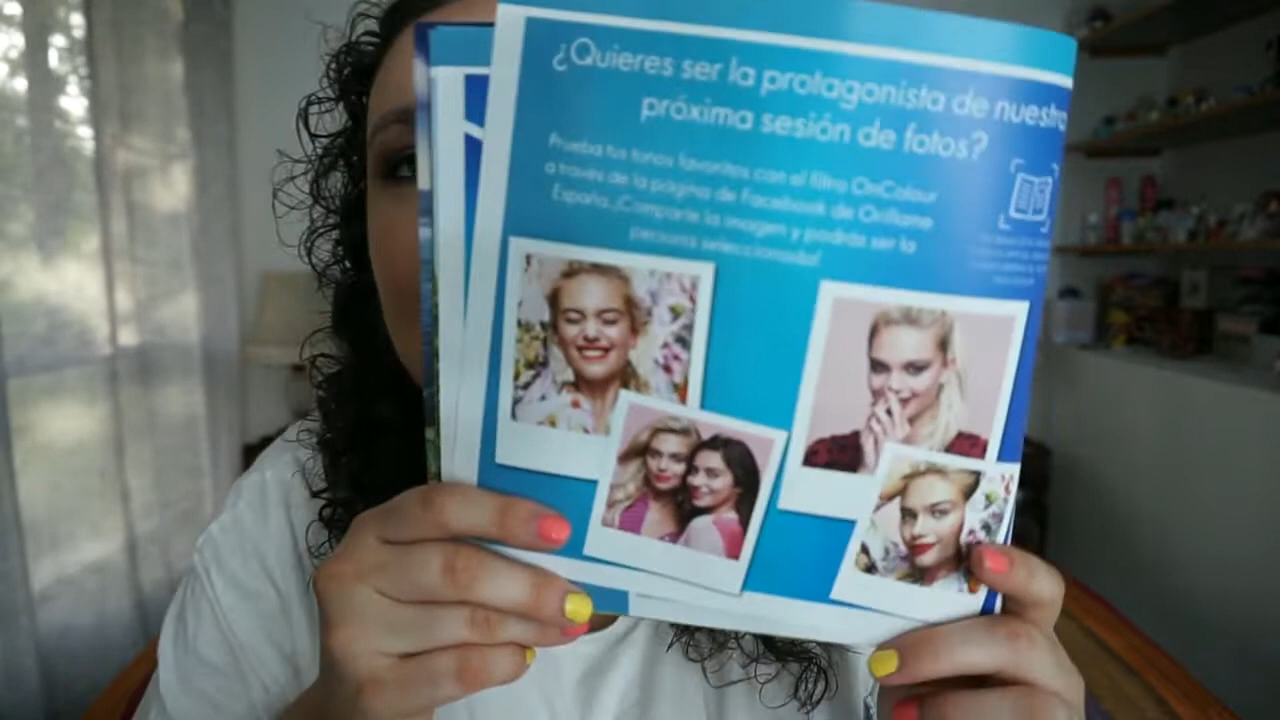 ¿Quieres ser la protagonista de nuestra
próxima sesión de fotos?
Prueba tus tonos favoritos con el filtro OnColour
a través de la página de Facebook de Oriflame
España. ¡Comparte la imagen y podrás ser la
persona seleccionada!